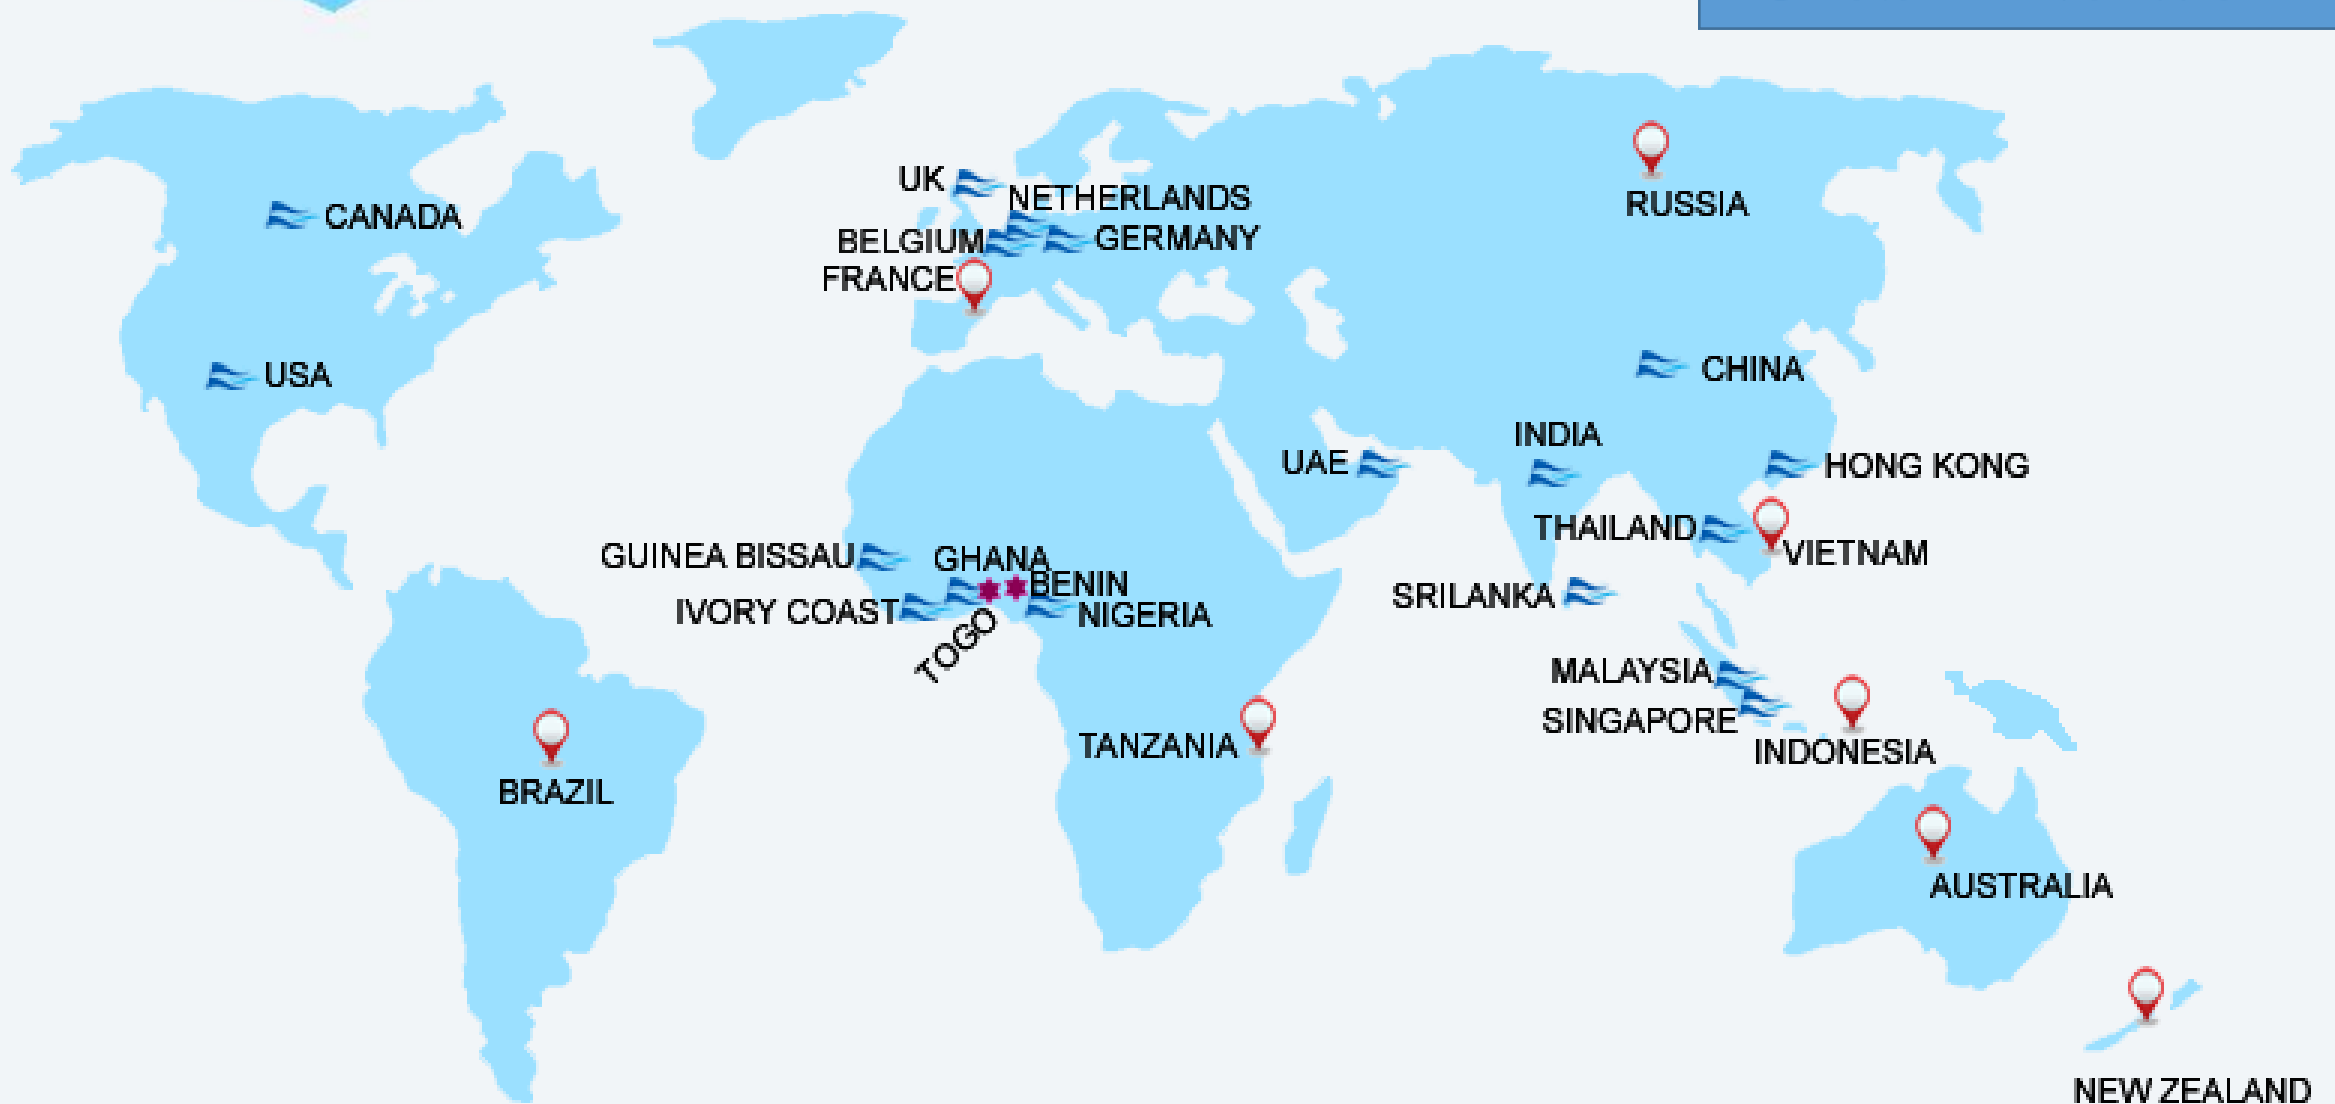 UK
NETHERLANDS
RUSSIA
CANADA
BELGIUM
GERMANY
FRANCE
USA
CHINA
INDIA
UAE
HONG KONG
THAILAND
VIETNAM
GUINEA BISSAU
GHANA
BENIN
SRILANKA
IVORY COAST
NIGERIA
TOGO
MALAYSIA
SINGAPORE
TANZANIA
INDONESIA
BRAZIL
AUSTRALIA
NEW ZEALAND